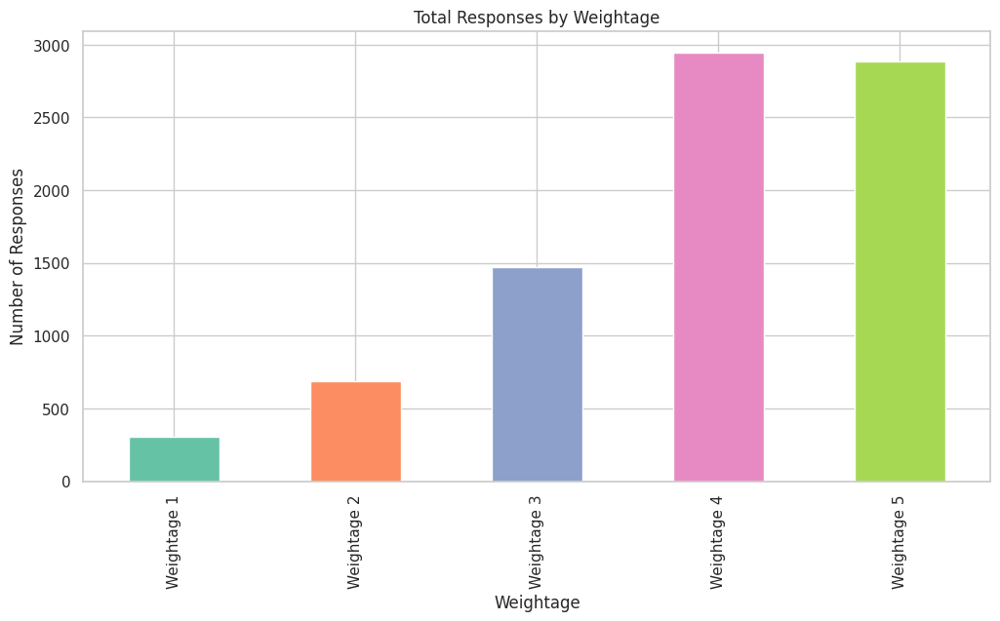 Total Responses by Weightage
Number of Responses
3000
2500
2000
1500
1000
500
0
Weightage 1
Weightage 2
Weightage 3
Weightage 4
Weightage 5
Weightage